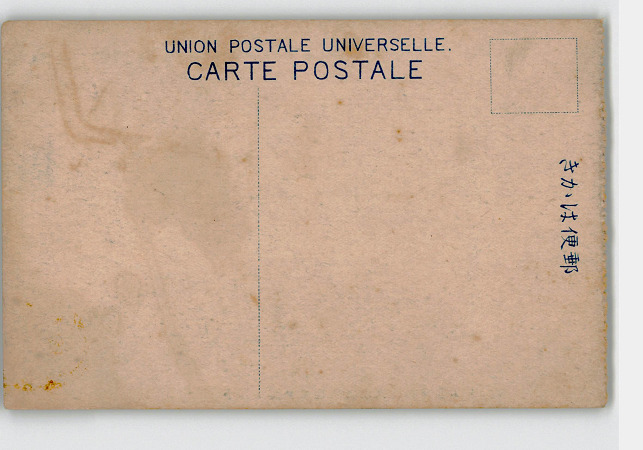 UNION POSTALE UNIVERSELLE.
CARTE POSTALE
郵便はかき